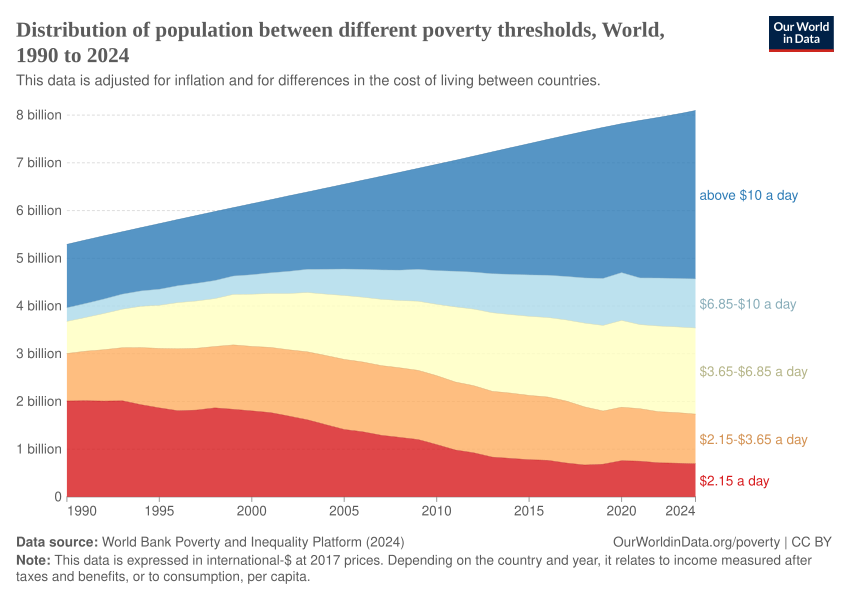 Distribution of population between different poverty thresholds, World,
1990 to 2024
Our World
in Data
This data is adjusted for inflation and for differences in the cost of living between countries.
8 billion
7 billion
6 billion
5 billion
4 billion
3 billion
2 billion
1 billion
0
above $10 a day
$6.85-$10 a day
$3.65-$6.85 a day
$2.15-$3.65 a day
$2.15 a day
1990
1995
2000
2005
2010
2015
2020
2024
Data source: World Bank Poverty and Inequality Platform (2024)
OurWorldinData.org/poverty | CC BY
Note: This data is expressed in international-$ at 2017 prices. Depending on the country and year, it relates to income measured after
taxes and benefits, or to consumption, per capita.